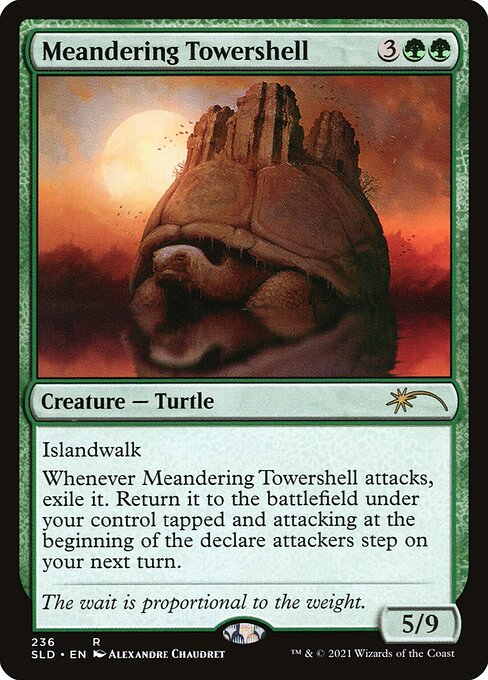 Meandering Towershell 3
Creature — Turtle
Islandwalk
Whenever Meandering Towershell attacks,
exile it. Return it to the battlefield under
your control tapped and attacking at the
beginning of the declare attackers step on
your next turn.
The wait is proportional to the weight.
5/9
236 R
SLD • EN Alexandre Chaudret
™ & © 2021 Wizards of the Coast